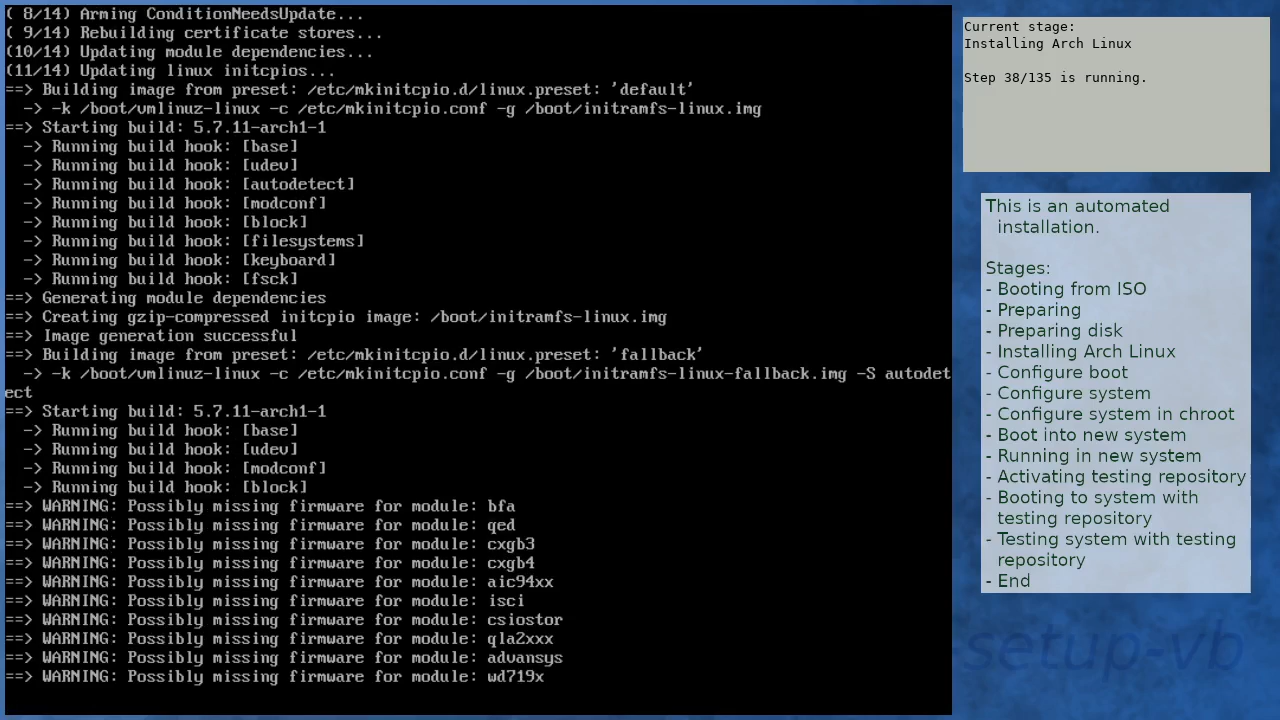 ( 8/14) Arming ConditionNeedsUpdate...
( 9/14) Rebuilding certificate stores...
(10/14) Updating module dependencies...
(11/14) Updating linux initcpios...
==> Building image from preset: /etc/mkinitcpio.d/linux.preset: 'default'
  -> -k /boot/vmlinuz-linux -c /etc/mkinitcpio.conf -g /boot/initramfs-linux.img
==> Starting build: 5.7.11-arch1-1
  -> Running build hook: [base]
  -> Running build hook: [udev]
  -> Running build hook: [autodetect]
  -> Running build hook: [modconf]
  -> Running build hook: [block]
  -> Running build hook: [filesystems]
  -> Running build hook: [keyboard]
  -> Running build hook: [fsck]
==> Generating module dependencies
==> Creating gzip-compressed initcpio image: /boot/initramfs-linux.img
==> Image generation successful
==> Building image from preset: /etc/mkinitcpio.d/linux.preset: 'fallback'
  -> -k /boot/vmlinuz-linux -c /etc/mkinitcpio.conf -g /boot/initramfs-linux-fallback.img -S autodet
ect
==> Starting build: 5.7.11-arch1-1
  -> Running build hook: [base]
  -> Running build hook: [udev]
  -> Running build hook: [modconf]
  -> Running build hook: [block]
==> WARNING: Possibly missing firmware for module: bfa
==> WARNING: Possibly missing firmware for module: qed
==> WARNING: Possibly missing firmware for module: cxgb3
==> WARNING: Possibly missing firmware for module: cxgb4
==> WARNING: Possibly missing firmware for module: aic94xx
==> WARNING: Possibly missing firmware for module: isci
==> WARNING: Possibly missing firmware for module: csiostor
==> WARNING: Possibly missing firmware for module: qla2xxx
==> WARNING: Possibly missing firmware for module: advansys
==> WARNING: Possibly missing firmware for module: wd719x
Current stage:
Installing Arch Linux
Step 38/135 is running.
This is an automated
installation.
Stages:
- Booting from ISO
- Preparing
- Preparing disk
- Installing Arch Linux
- Configure boot
- Configure system
- Configure system in chroot
- Boot into new system
- Running in new system
- Activating testing repository
- Booting to system with
testing repository
- Testing system with testing
repository
- End
setup-vb